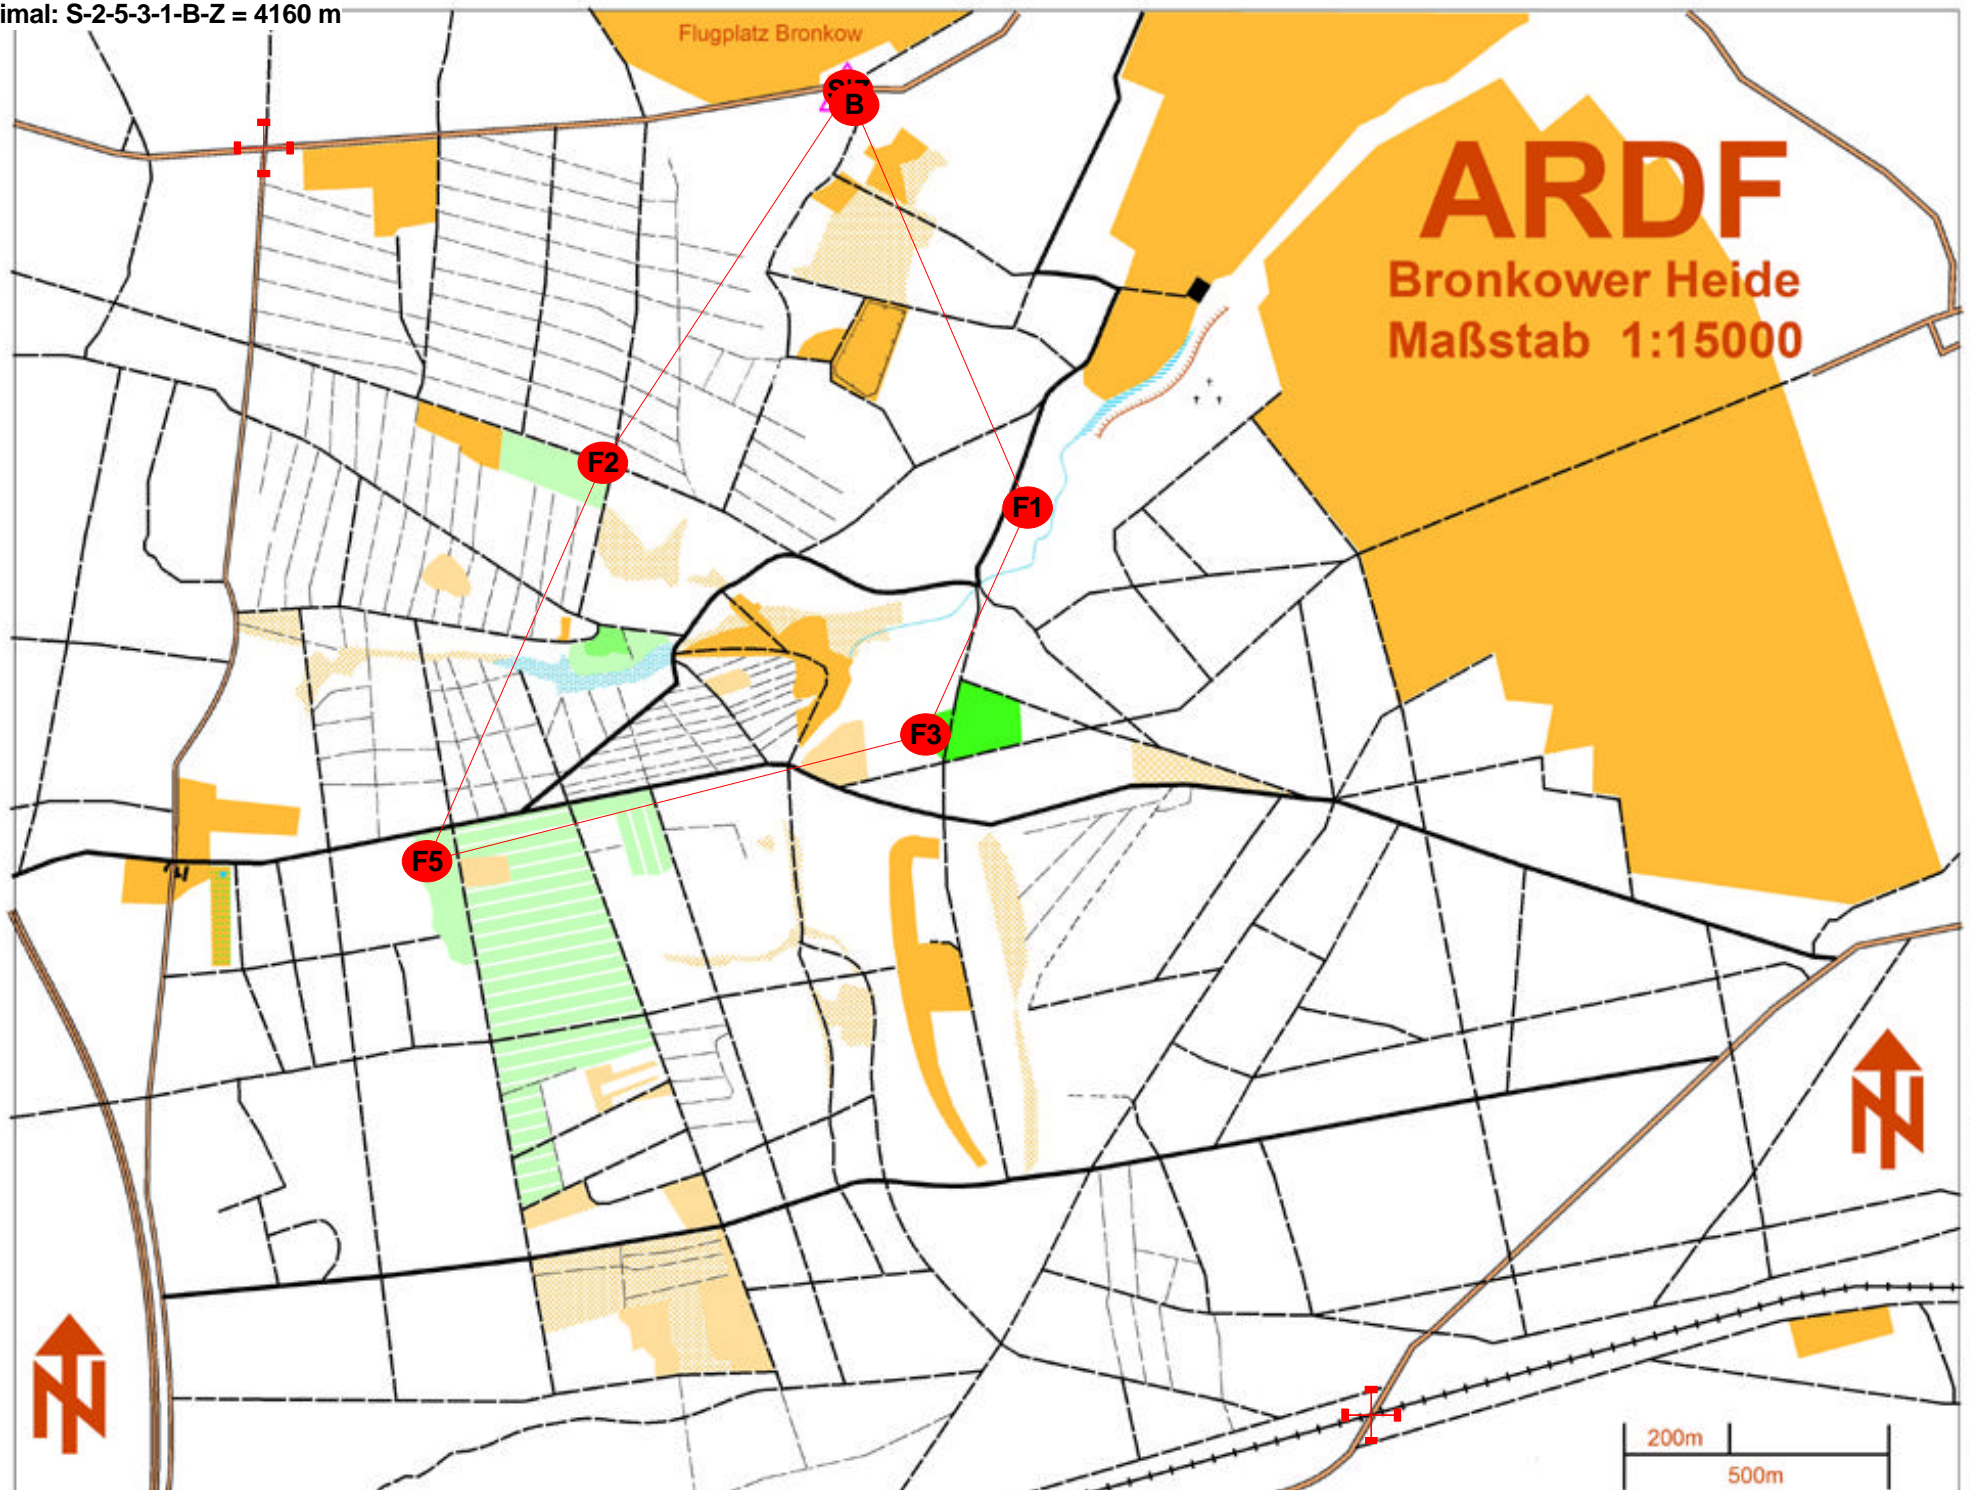 imal: S-2-5-3-1-B-Z = 4160 m
Flugplatz Bronkow
B
ARDF
Bronkower Heide
Maßstab 1:15000
F2
F1
F3
F5
N
N
200m
500m